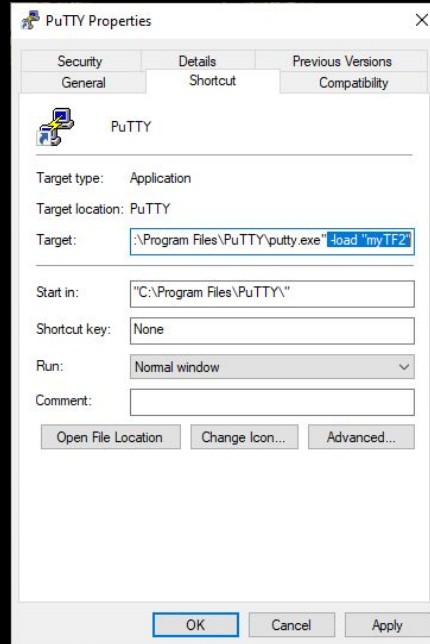 PuTTY Properties
Security Details Previous Versions
General Shortcut Compatibility
PuTTY
Target type: Application
Target location: PuTTY
Target: :\Program Files\PuTTY\putty.exe" -load "myTF2"
Start in: "C:\Program Files\PuTTY\"
Shortcut key: None
Run: Normal window
Comment:
Open File Location Change Icon... Advanced...
OK Cancel Apply